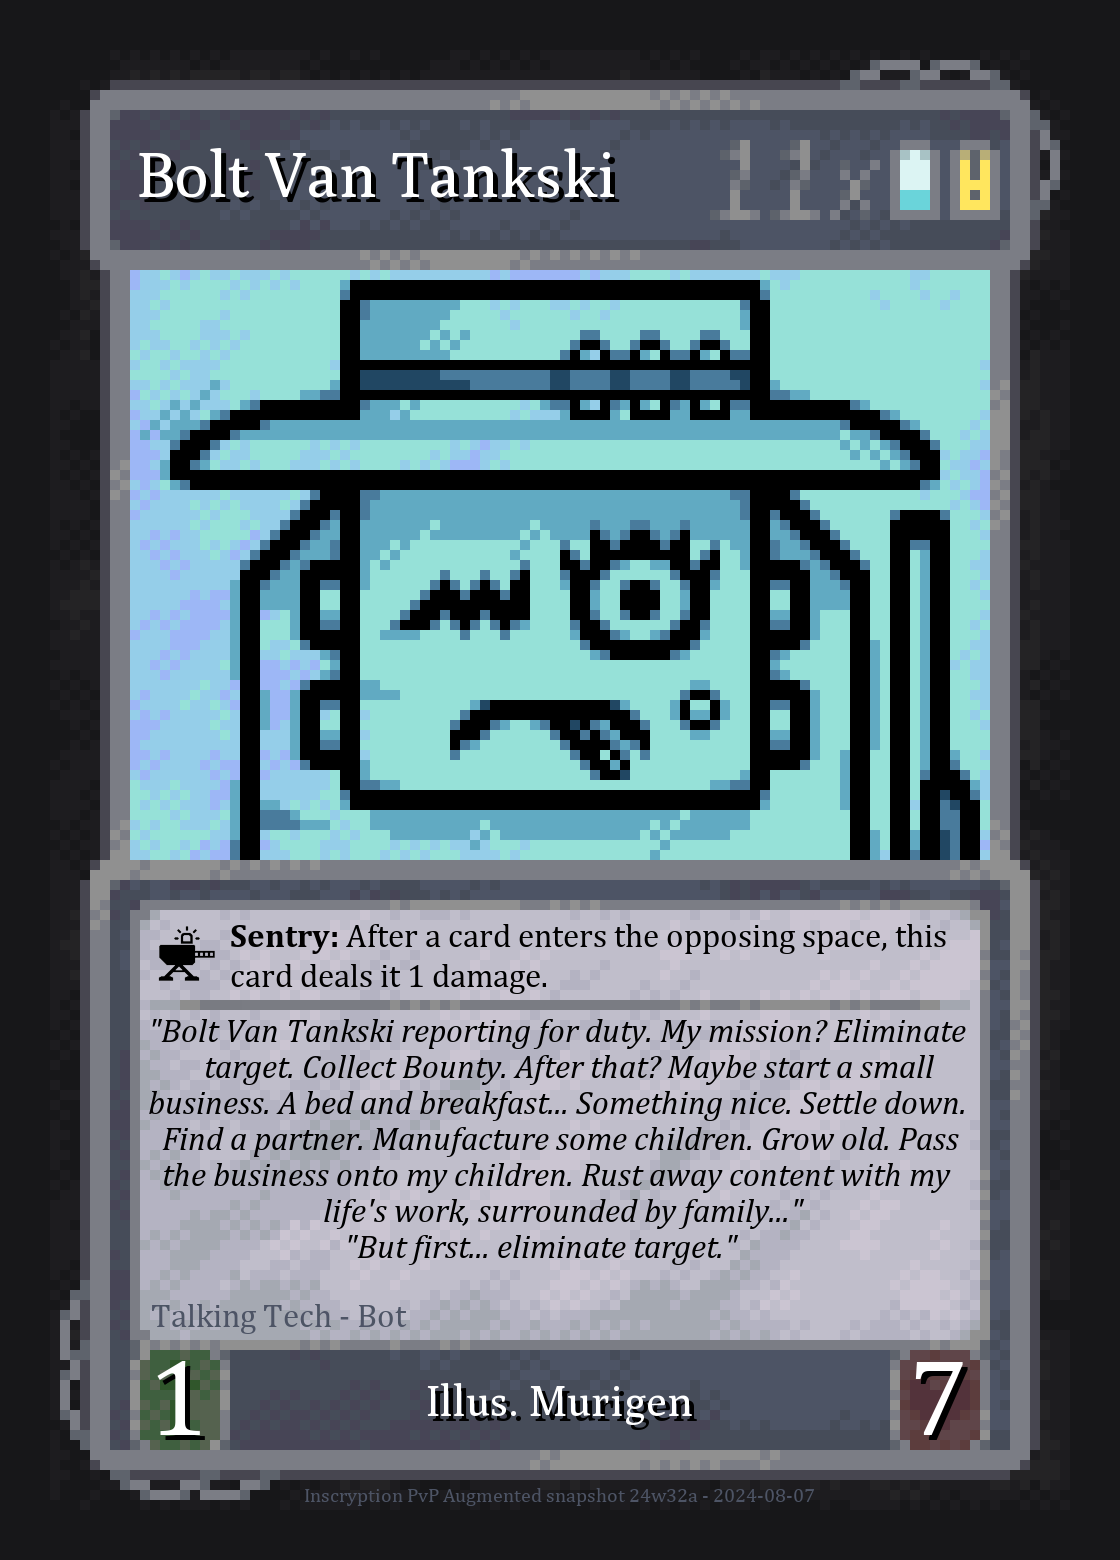 Bolt Van Tankski 11x
Sentry: After a card enters the opposing space, this
card deals it 1 damage.
"Bolt Van Tankski reporting for duty. My mission? Eliminate
target. Collect Bounty. After that? Maybe start a small
business. A bed and breakfast... Something nice. Settle down.
Find a partner. Manufacture some children. Grow old. Pass
the business onto my children. Rust away content with my
life's work, surrounded by family..."
"But first... eliminate target."
Talking Tech - Bot
1 Illus. Murigen 7
Inscryption PvP Augmented snapshot 24w32a - 2024-08-07